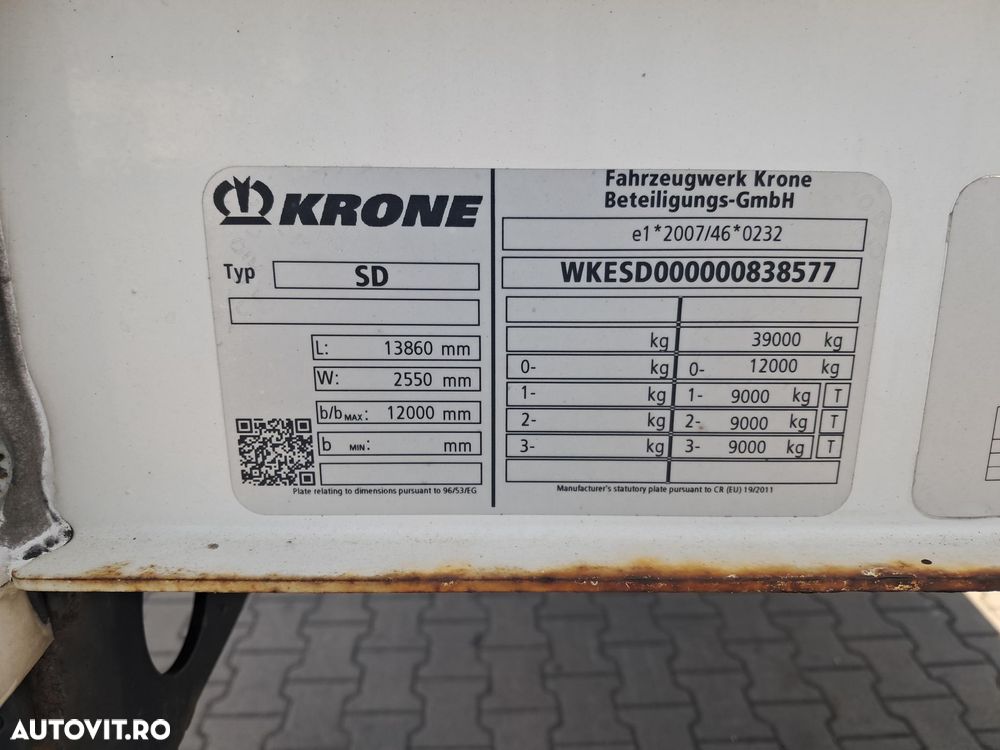 KRONE
Typ SD
L: 13860 mm
W: 2550 mm
b/b MAX: 12000 mm
b MIN: mm
Plate relating to dimensions pursuant to 96/53/EG
Fahrzeugwerk Krone
Beteiligungs-GmbH
e1*2007/46*0232
WKESD000000838577
kg 39000 kg
0- kg 0- 12000 kg
1- kg 1- 9000 kg T
2- kg 2- 9000 kg T
3- kg 3- 9000 kg T
Manufacturer's statutory plate pursuant to CR (EU) 19/2011
AUTOVIT.RO